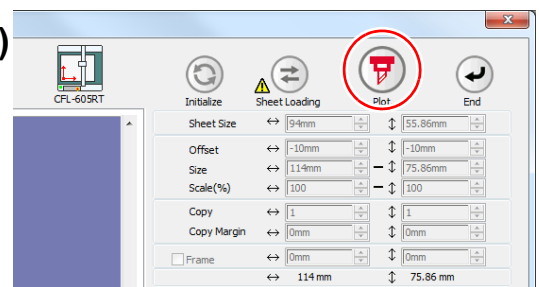 )
CFL-605RT
Initialize Sheet Loading Plot End
Sheet Size 94mm 55.86mm
Offset -10mm -10mm
Size 114mm 75.86mm
Scale(%) 100 100
Copy 1 1
Copy Margin 0mm 0mm
Frame 0mm 0mm
114 mm 75.86 mm